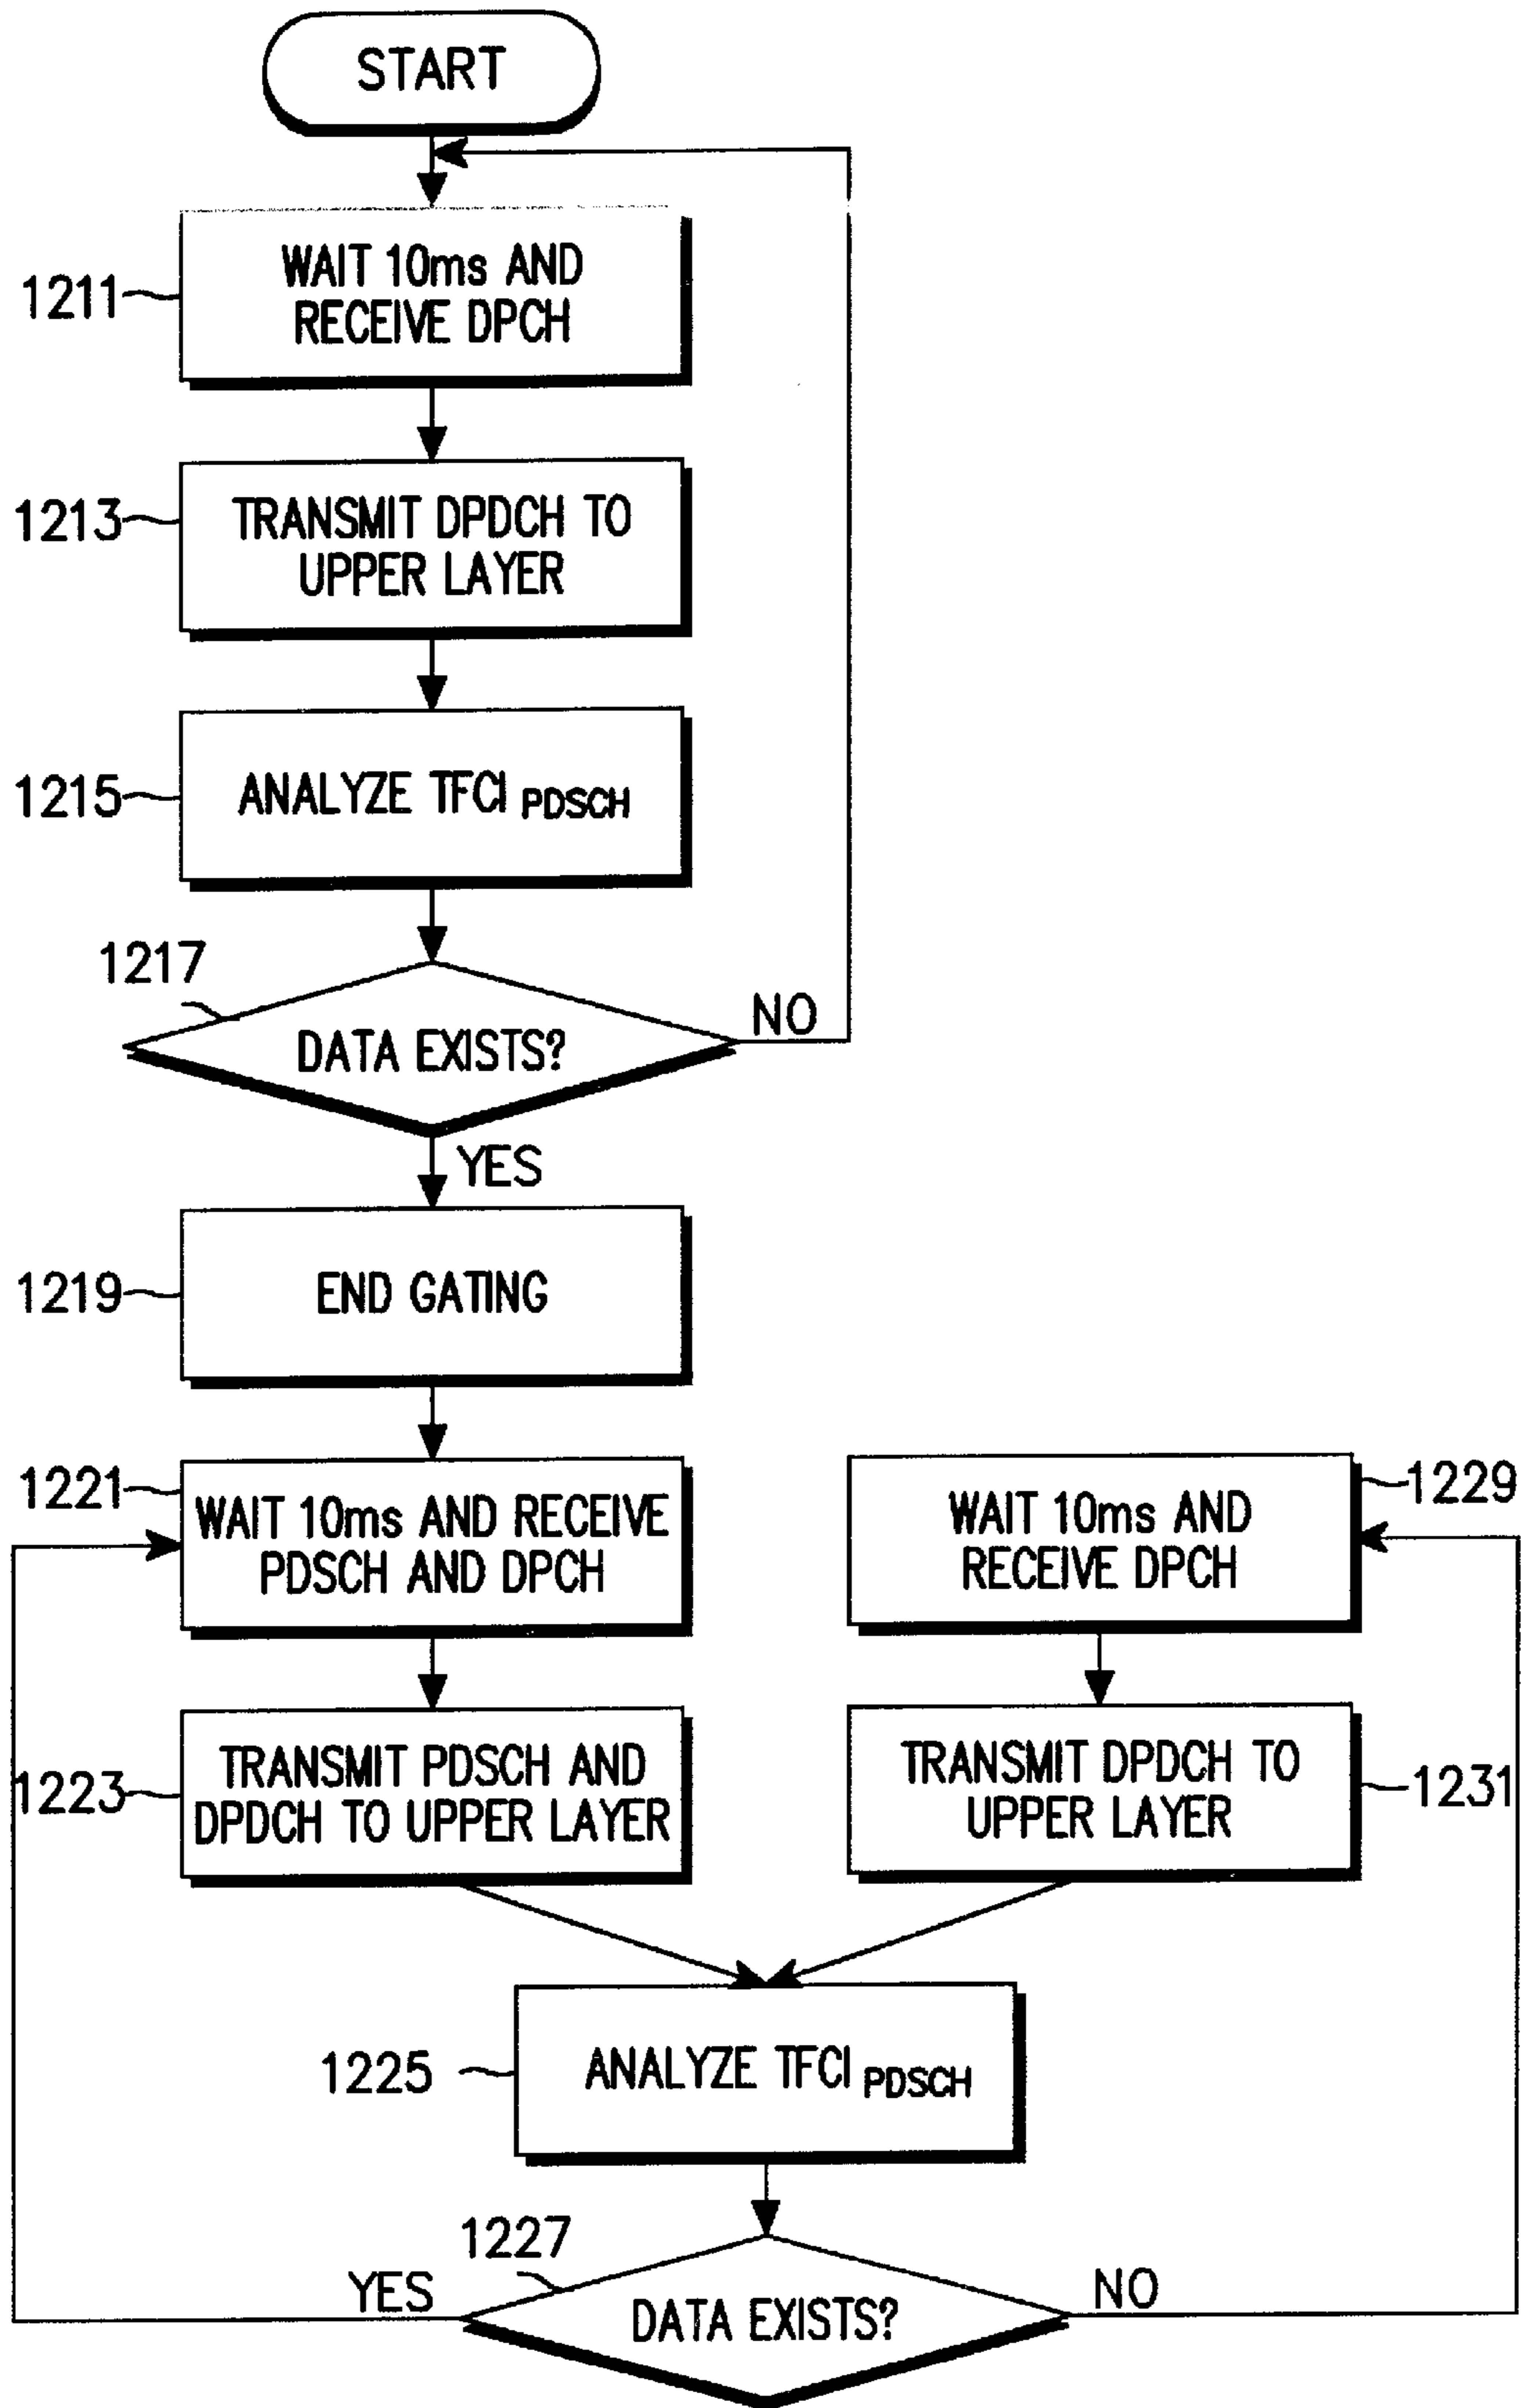 START
1211
WAIT 10ms AND
RECEIVE DPCH
1213
TRANSMIT DPDCH TO
UPPER LAYER
1215
ANALYZE TFCI PDSCH
1217
DATA EXISTS?
NO
YES
1219
END GATING
1221
WAIT 10ms AND RECEIVE
PDSCH AND DPCH
1229
WAIT 10ms AND
RECEIVE DPCH
1223
TRANSMIT PDSCH AND
DPDCH TO UPPER LAYER
1231
TRANSMIT DPDCH TO
UPPER LAYER
1225
ANALYZE TFCI PDSCH
1227
YES
DATA EXISTS?
NO